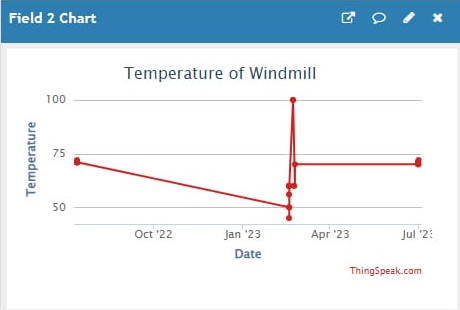 Field 2 Chart
Temperature of Windmill
100
75
50
Temperature
Oct '22
Jan '23
Apr '23
Jul '23
Date
ThingSpeak.com